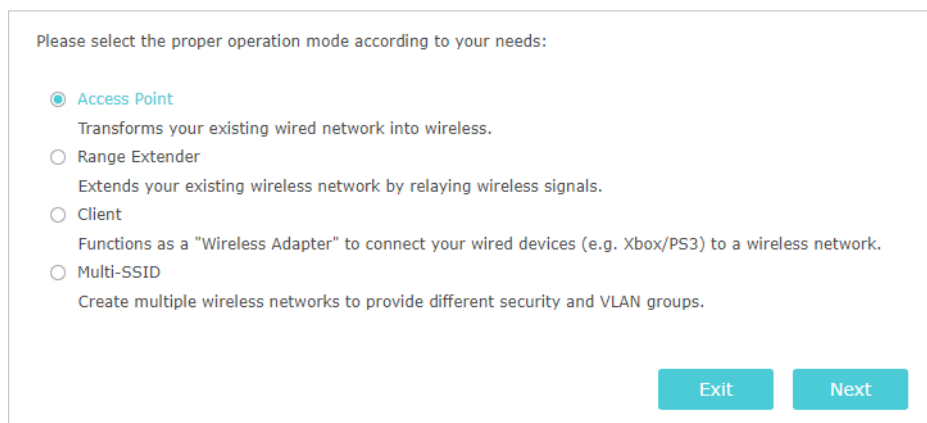 Please select the proper operation mode according to your needs:
Access Point
Transforms your existing wired network into wireless.
Range Extender
Extends your existing wireless network by relaying wireless signals.
Client
Functions as a "Wireless Adapter" to connect your wired devices (e.g. Xbox/PS3) to a wireless network.
Multi-SSID
Create multiple wireless networks to provide different security and VLAN groups.
Exit Next